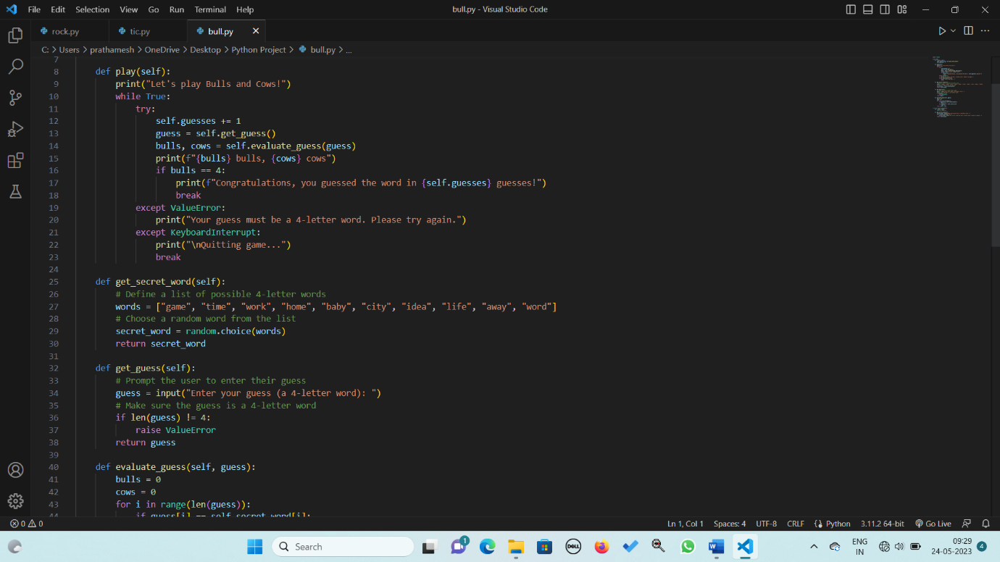 File Edit Selection View Go Run Terminal Help bull.py - Visual Studio Code
rock.py tic.py bull.py
C: > Users > prathamesh > OneDrive > Desktop > Python Project > bull.py > ...
7
8 def play(self):
9 print("Let's play Bulls and Cows!")
10 while True:
11 try:
12 self.guesses += 1
13 guess = self.get_guess()
14 bulls, cows = self.evaluate_guess(guess)
15 print(f"{bulls} bulls, {cows} cows")
16 if bulls == 4:
17 print(f"Congratulations, you guessed the word in {self.guesses} guesses!")
18 break
19 except ValueError:
20 print("Your guess must be a 4-letter word. Please try again.")
21 except KeyboardInterrupt:
22 print("\nQuitting game...")
23 break
24
25 def get_secret_word(self):
26 # Define a list of possible 4-letter words
27 words = ["game", "time", "work", "home", "baby", "city", "idea", "life", "away", "word"]
28 # Choose a random word from the list
29 secret_word = random.choice(words)
30 return secret_word
31
32 def get_guess(self):
33 # Prompt the user to enter their guess
34 guess = input("Enter your guess (a 4-letter word): ")
35 # Make sure the guess is a 4-letter word
36 if len(guess) != 4:
37 raise ValueError
38 return guess
39
40 def evaluate_guess(self, guess):
41 bulls = 0
42 cows = 0
43 for i in range(len(guess)):
44 if guess[i] == self.secret_word[i]:
0 0 Ln 1, Col 1 Spaces: 4 UTF-8 CRLF Python 3.11.2 64-bit Go Live
Search 1 DELL ENG 09:29 4
IN 24-05-2023